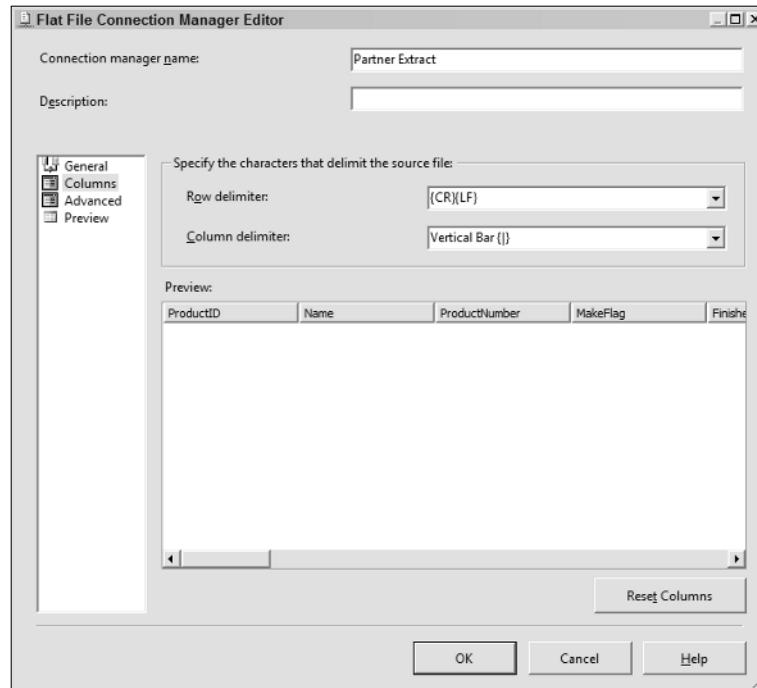 Flat File Connection Manager Editor
Connection manager name:
Partner Extract
Description:
General
Columns
Advanced
Preview
Specify the characters that delimit the source file:
Row delimiter:
{CR}{LF}
Column delimiter:
Vertical Bar {|}
Preview:
ProductID
Name
ProductNumber
MakeFlag
Finishe
Reset Columns
OK
Cancel
Help